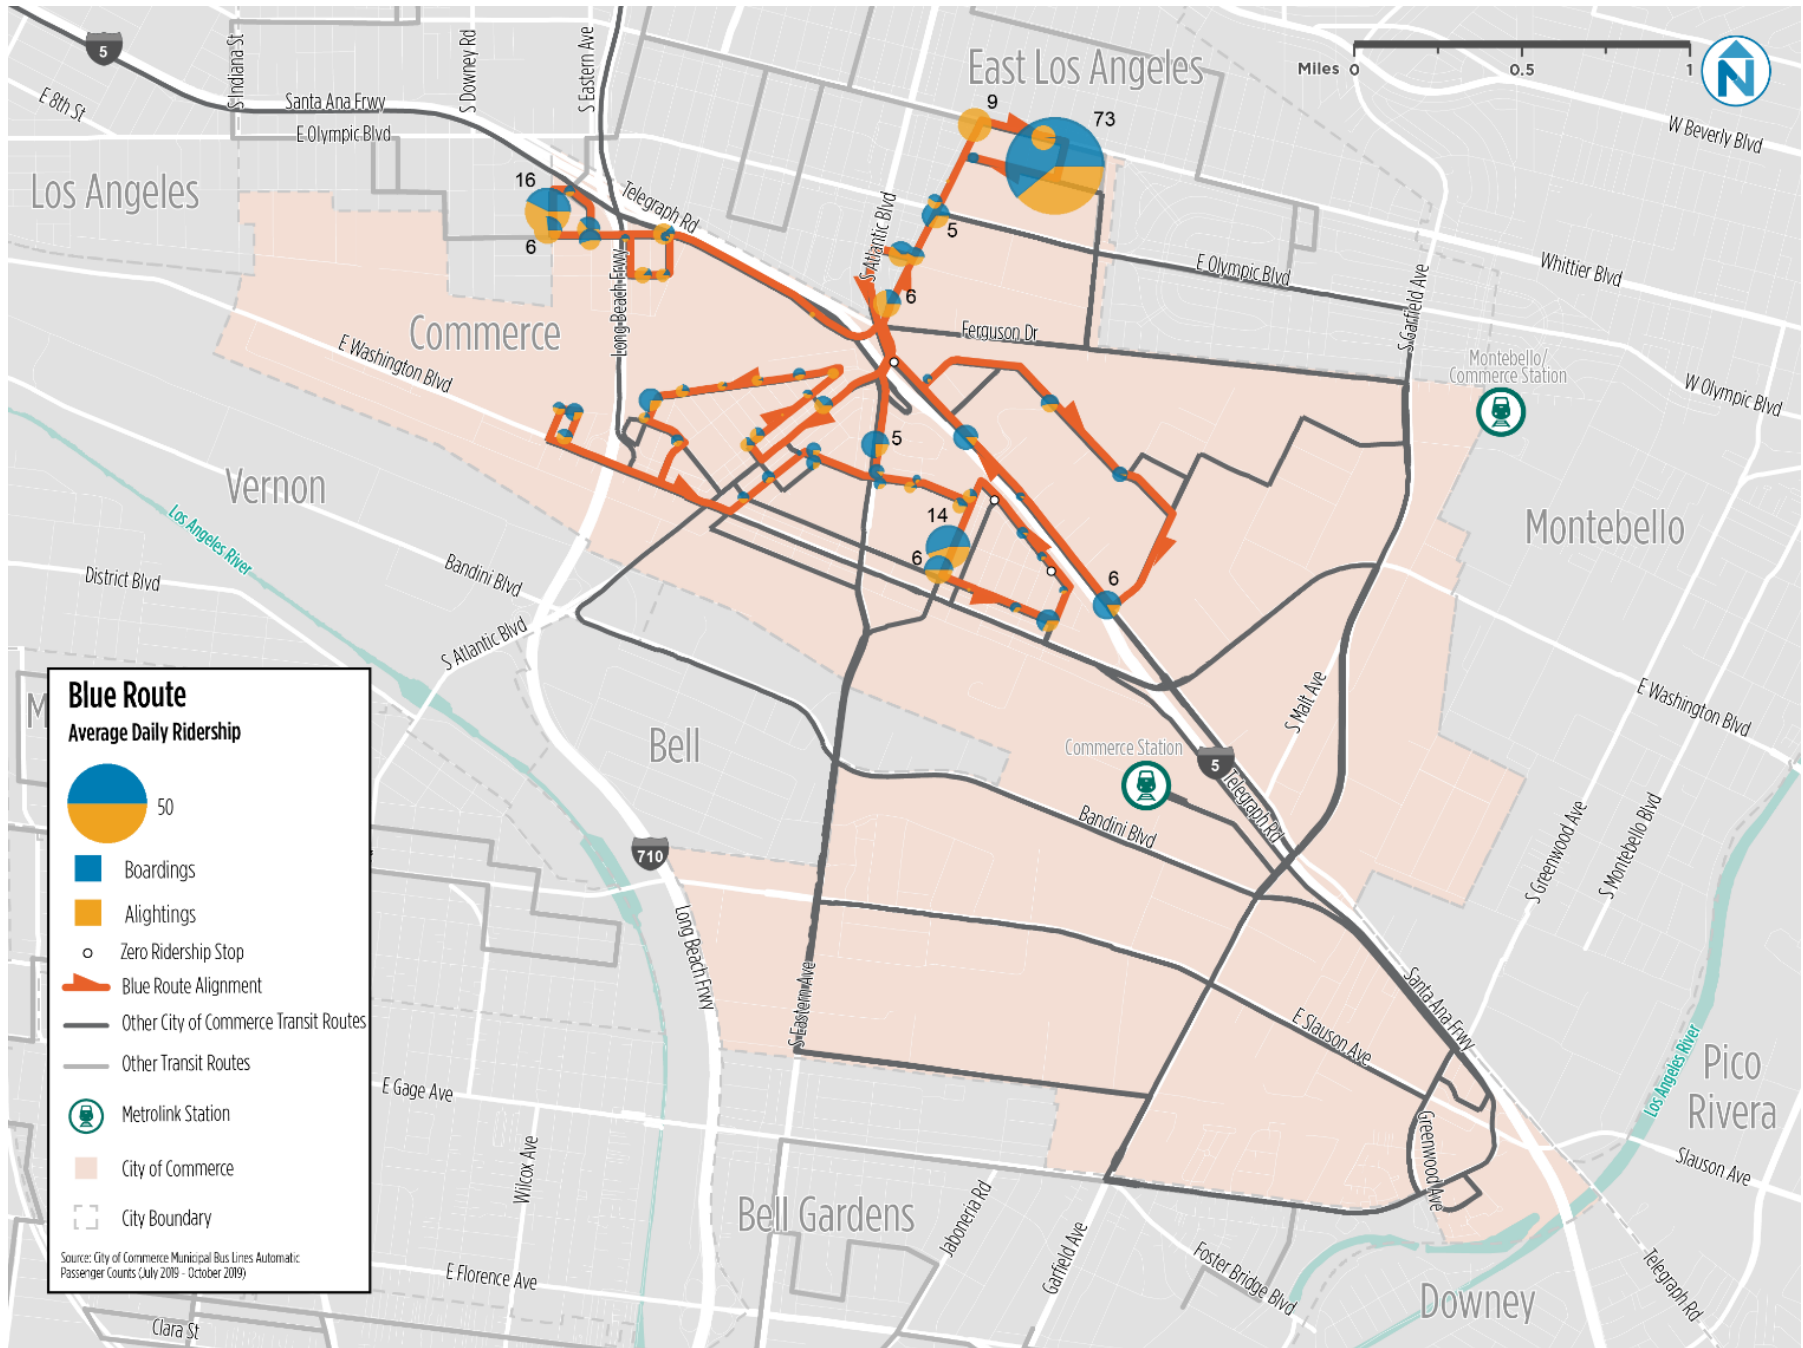 5
S Indiana St
S Downey Rd
S Eastern Ave
East Los Angeles
Miles 0
0.5
1
N
E 8th St
Santa Ana Frwy
E Olympic Blvd
9
73
W Beverly Blvd
Los Angeles
16
Telegraph Rd
6
S Atlantic Blvd
5
E Olympic Blvd
Whittier Blvd
S Garfield Ave
Long Beach Frwy
6
Commerce
Ferguson Dr
E Washington Blvd
Montebello/
Commerce Station
W Olympic Blvd
5
Vernon
Los Angeles River
14
6
Montebello
District Blvd
Bandini Blvd
6
S Atlantic Blvd
S Malt Ave
E Washington Blvd
M
Bell
Commerce Station
5
Telegraph Rd
Bandini Blvd
S Greenwood Ave
S Montebello Blvd
710
Long Beach Frwy
S Eastern Ave
Santa Ana Frwy
E Slauson Ave
Los Angeles River
Pico
Rivera
E Gage Ave
Wilcox Ave
Greenwood Ave
Slauson Ave
Bell Gardens
Jaboneria Rd
Garfield Ave
Foster Bridge Blvd
Telegraph Rd
E Florence Ave
Downey
Clara St
Blue Route
Average Daily Ridership
50
Boardings
Alightings
Zero Ridership Stop
Blue Route Alignment
Other City of Commerce Transit Routes
Other Transit Routes
Metrolink Station
City of Commerce
City Boundary
Source: City of Commerce Municipal Bus Lines Automatic
Passenger Counts (July 2019 - October 2019)